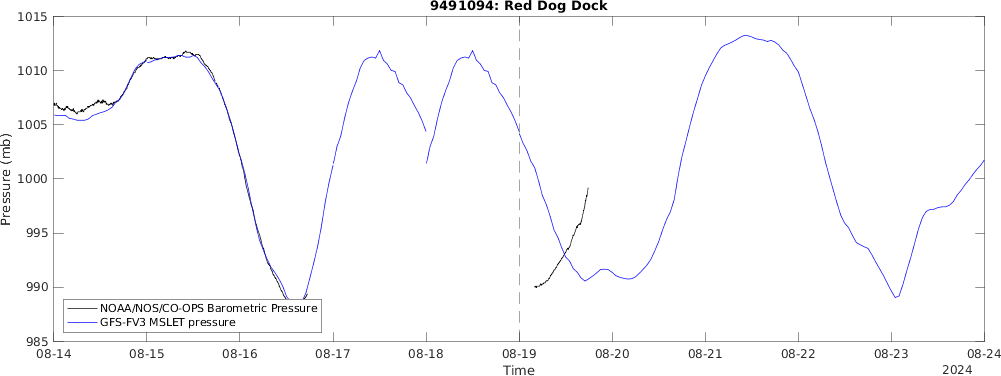 9491094: Red Dog Dock
Pressure (mb)
1015
1010
1005
1000
995
990
985
NOAA/NOS/CO-OPS Barometric Pressure
GFS-FV3 MSLET pressure
08-14 08-15 08-16 08-17 08-18 08-19 08-20 08-21 08-22 08-23 08-24
Time
2024